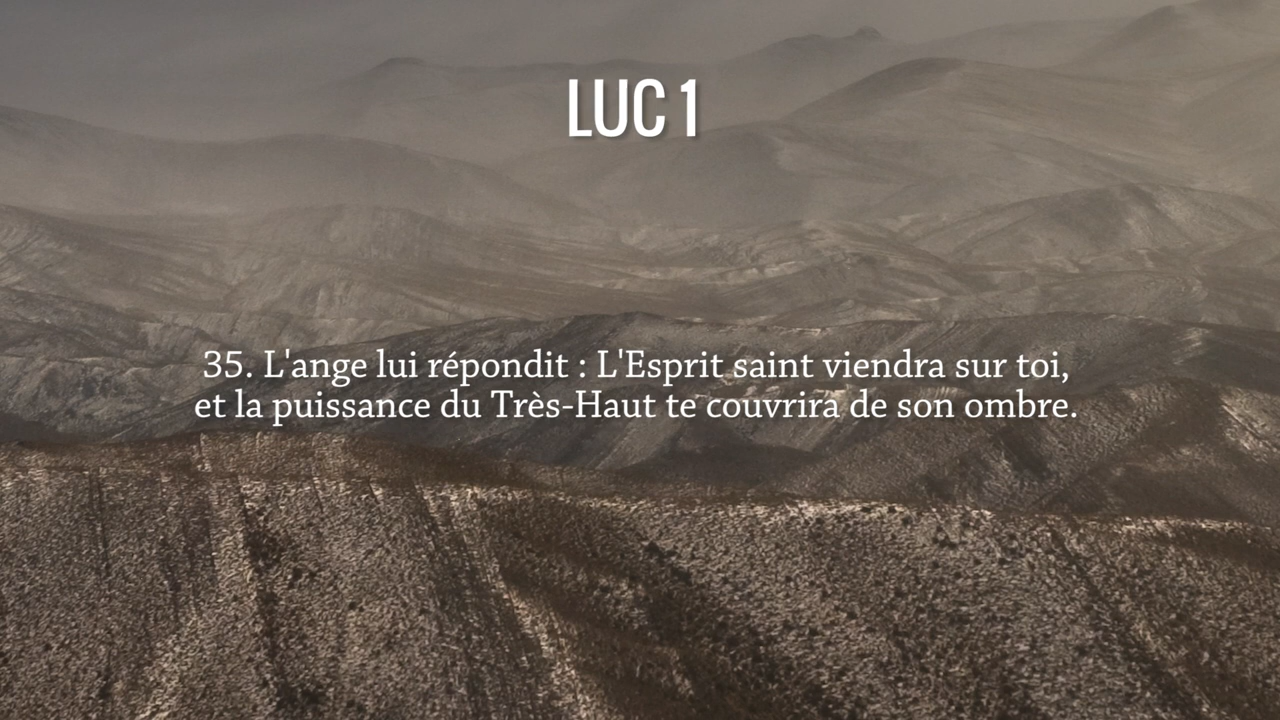 LUC 1
35. L'ange lui répondit : L'Esprit saint viendra sur toi,
et la puissance du Très-Haut te couvrira de son ombre.